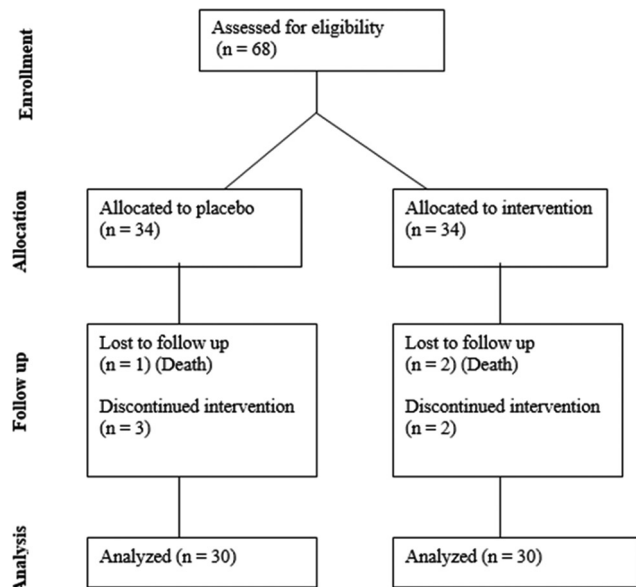 Enrollment
Assessed for eligibility
(n = 68)
Allocation
Allocated to placebo
(n = 34)
Allocated to intervention
(n = 34)
Follow up
Lost to follow up
(n = 1) (Death)
Discontinued intervention
(n = 3)
Lost to follow up
(n = 2) (Death)
Discontinued intervention
(n = 2)
Analysis
Analyzed (n = 30)
Analyzed (n = 30)